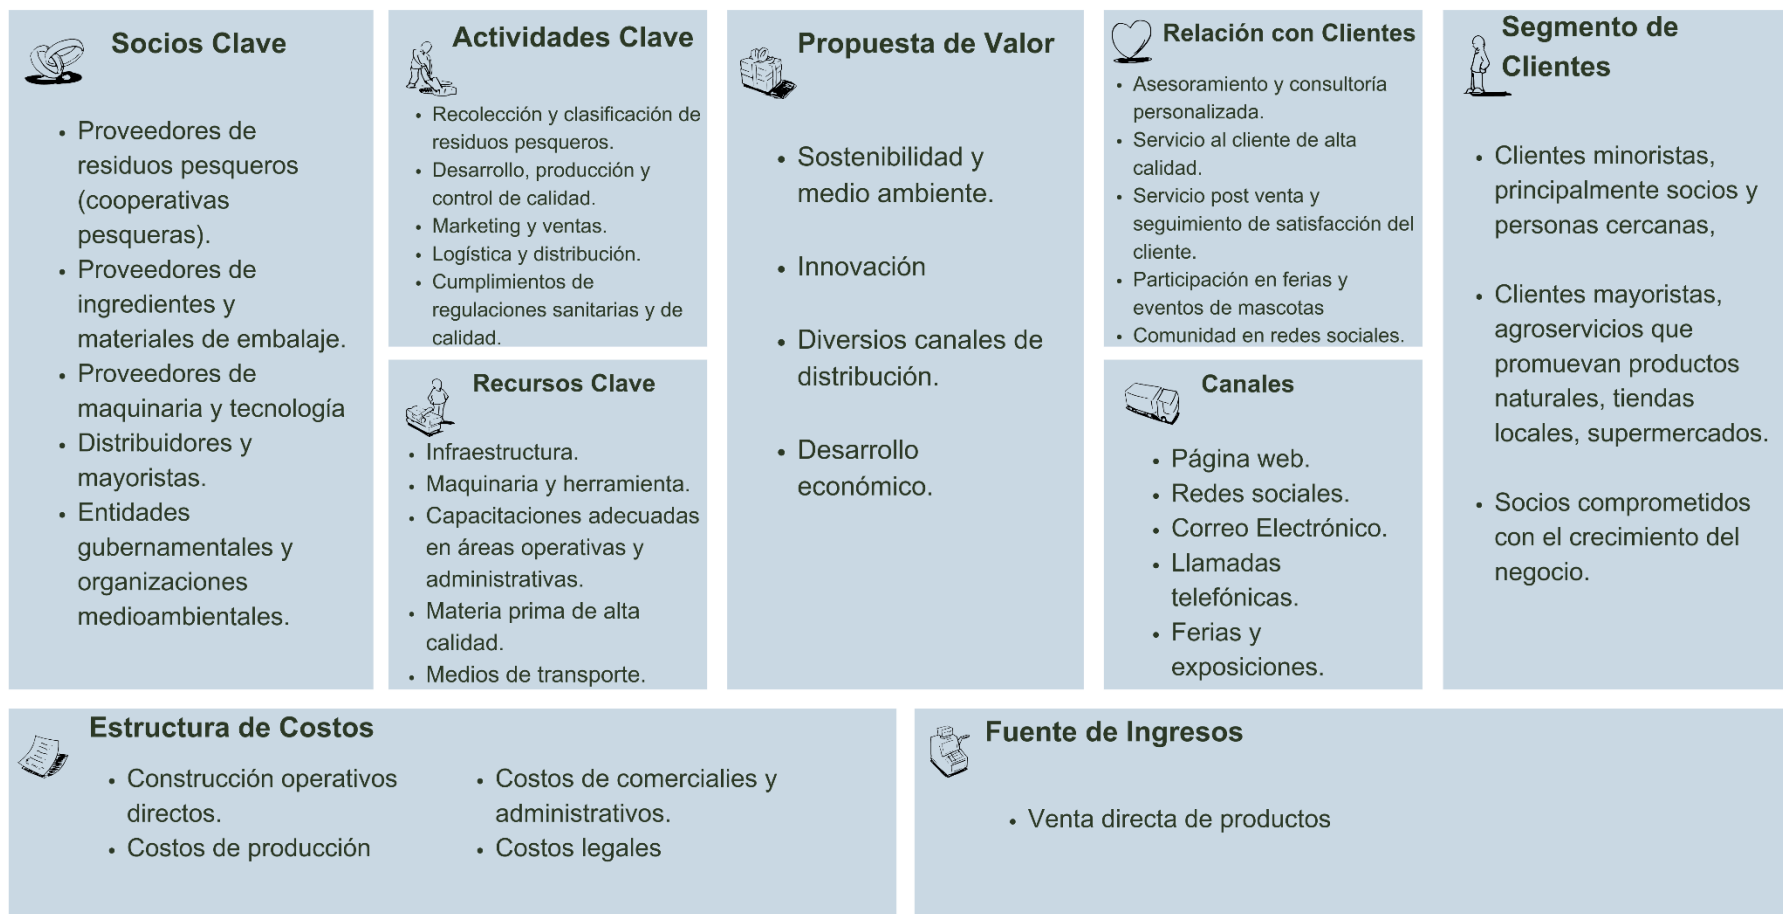 Socios Clave
• Proveedores de
residuos pesqueros
(cooperativas
pesqueras).
• Proveedores de
ingredientes y
materiales de embalaje.
• Proveedores de
maquinaria y tecnología
• Distribuidores y
mayoristas.
• Entidades
gubernamentales y
organizaciones
medioambientales.
Actividades Clave
• Recolección y clasificación de
residuos pesqueros.
• Desarrollo, producción y
control de calidad.
• Marketing y ventas.
• Logística y distribución.
• Cumplimientos de
regulaciones sanitarias y de
calidad.
Recursos Clave
• Infraestructura.
• Maquinaria y herramienta.
• Capacitaciones adecuadas
en áreas operativas y
administrativas.
• Materia prima de alta
calidad.
• Medios de transporte.
Propuesta de Valor
• Sostenibilidad y
medio ambiente.
• Innovación
• Diversios canales de
distribución.
• Desarrollo
económico.
Relación con Clientes
• Asesoramiento y consultoría
personalizada.
• Servicio al cliente de alta
calidad.
• Servicio post venta y
seguimiento de satisfacción del
cliente.
• Participación en ferias y
eventos de mascotas
• Comunidad en redes sociales.
Canales
• Página web.
• Redes sociales.
• Correo Electrónico.
• Llamadas
telefónicas.
• Ferias y
exposiciones.
Segmento de
Clientes
• Clientes minoristas,
principalmente socios y
personas cercanas,
• Clientes mayoristas,
agroservicios que
promuevan productos
naturales, tiendas
locales, supermercados.
• Socios comprometidos
con el crecimiento del
negocio.
Estructura de Costos
• Construcción operativos
directos.
• Costos de producción
• Costos de comercialies y
administrativos.
• Costos legales
Fuente de Ingresos
• Venta directa de productos